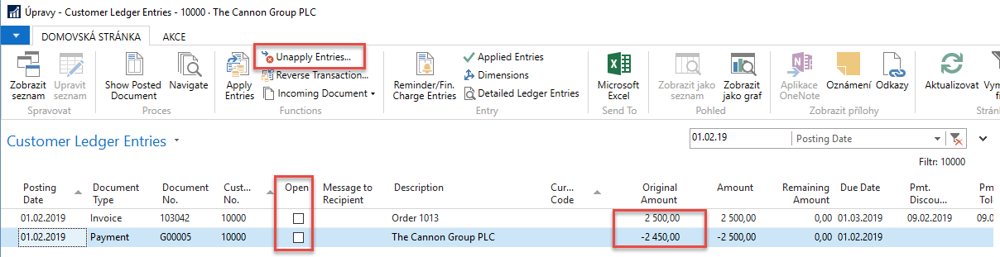 Úpravy - Customer Ledger Entries - 10000 · The Cannon Group PLC
DOMOVSKÁ STRÁNKA AKCE
Zobrazit seznam
Upravit seznam
Spravovat
Show Posted Document
Navigate
Proces
Apply Entries
Unapply Entries...
Reverse Transaction...
Incoming Document
Functions
Reminder/Fin. Charge Entries
Applied Entries
Dimensions
Detailed Ledger Entries
Entry
Microsoft Excel
Send To
Zobrazit jako seznam
Zobrazit jako graf
Pohled
Aplikace OneNote
Oznámení
Odkazy
Zobrazit přílohy
Aktualizovat
Vym
fi
Strán
Customer Ledger Entries
01.02.19 Posting Date
Filtr: 10000
Posting Date Document Type Document No. Cust... No. Open Message to Recipient Description Cur... Code Original Amount Amount Remaining Amount Due Date Pmt. Discou... Pm Tol
01.02.2019 Invoice 103042 10000 Order 1013 2 500,00 2 500,00 0,00 01.03.2019 09.02.2019 09.0
01.02.2019 Payment G00005 10000 The Cannon Group PLC -2 450,00 -2 500,00 0,00 01.02.2019